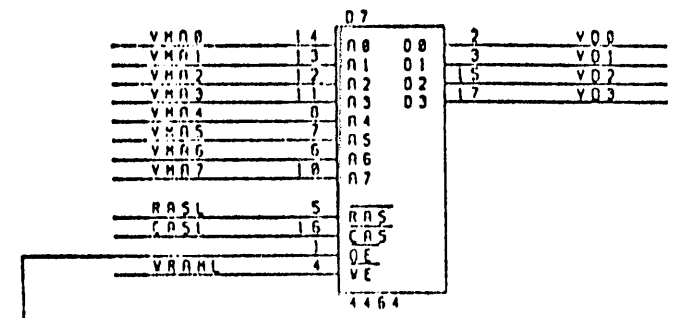 D7
VMA0 14 A0 D0 2 VD0
VMA1 13 A1 D1 3 VD1
VMA2 12 A2 D2 15 VD2
VMA3 11 A3 D3 17 VD3
VMA4 8 A4
VMA5 7 A5
VMA6 6 A6
VMA7 10 A7
RASL 5 RAS
CASL 16 CAS
1 OE
VRAML 4 WE
4464